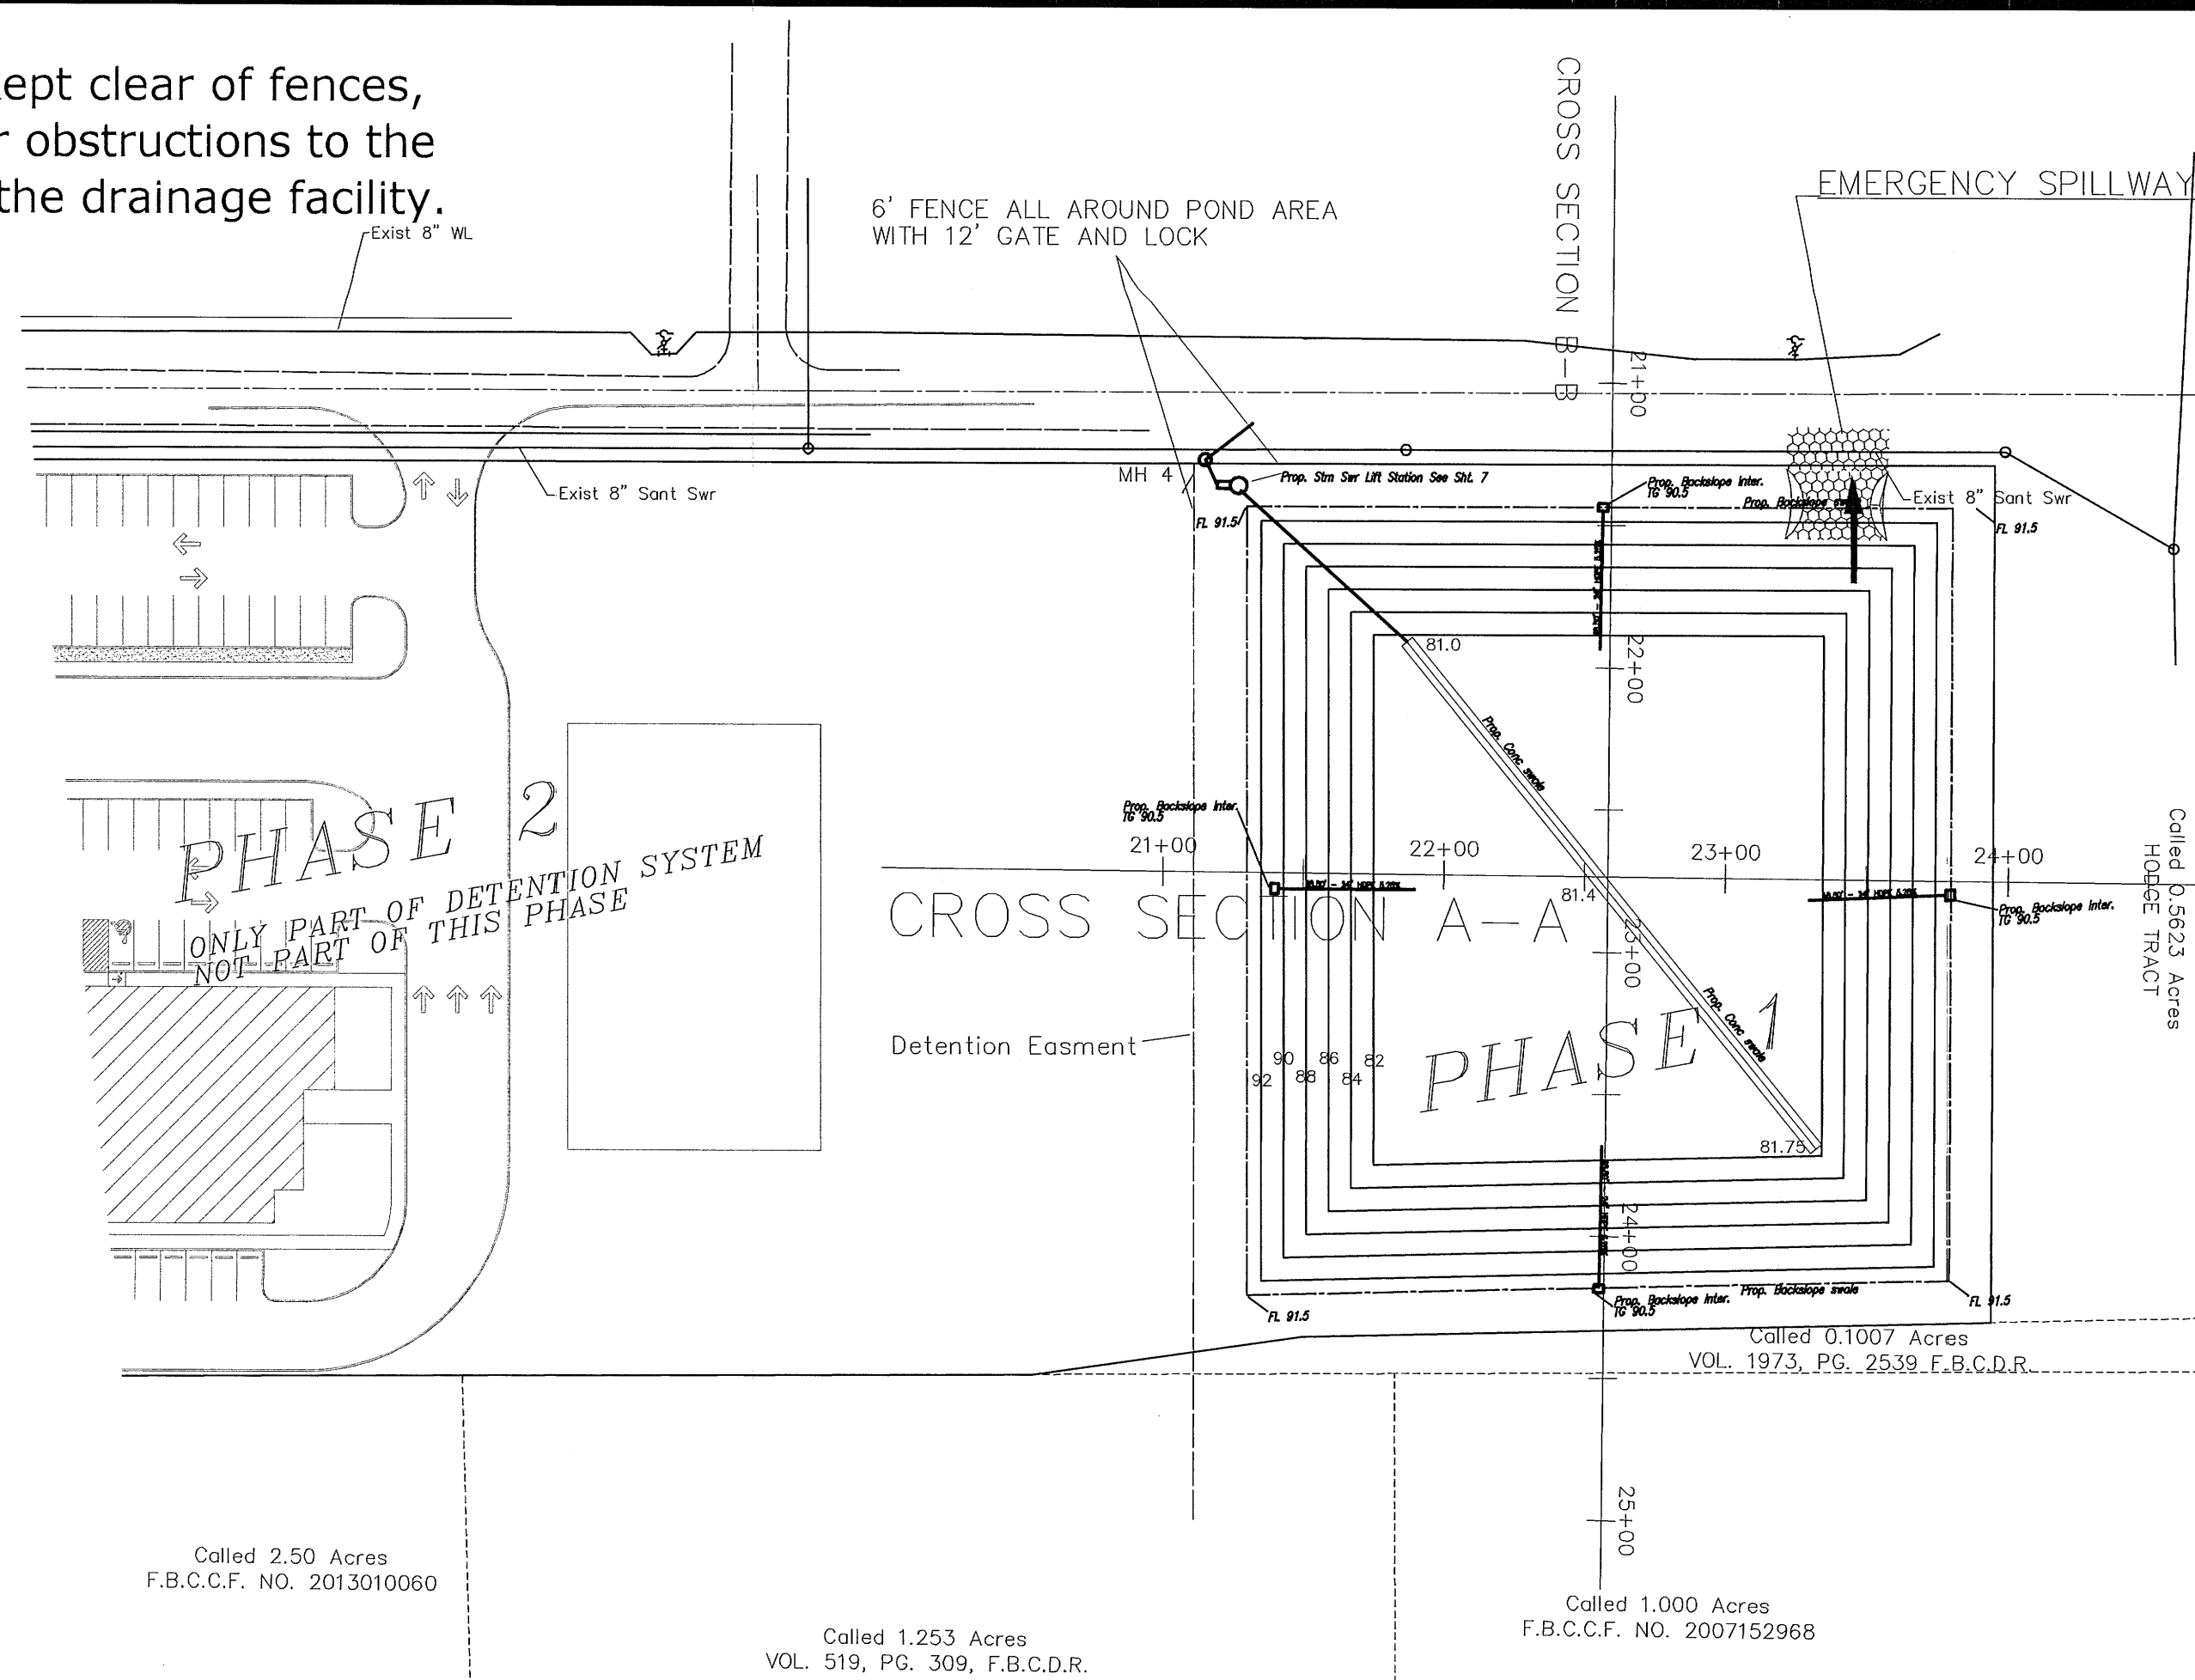 ept clear of fences,
r obstructions to the
the drainage facility.
Exist 8" WL
6' FENCE ALL AROUND POND AREA
WITH 12' GATE AND LOCK
CROSS SECTION B-B
EMERGENCY SPILLWAY
21+00
MH 4
Prop. Stm Swr Lift Station See Sht. 7
Exist 8" Sant Swr
Prop. Backslope Inter.
TG 90.5
Prop. Backslope swale
Exist 8" Sant Swr
FL 91.5
FL 91.5
81.0
22+00
Prop. Conc swale
PHASE 2
ONLY PART OF DETENTION SYSTEM
NOT PART OF THIS PHASE
Prop. Backslope Inter.
TG 90.5
21+00
22+00
23+00
24+00
81.4
CROSS SECTION A-A
Prop. Backslope Inter.
TG 90.5
Called 0.5623 Acres
HODGE TRACT
23+00
Prop. Conc swale
PHASE 1
Detention Easment
92
90
88
86
84
82
81.75
24+00
FL 91.5
Prop. Backslope Inter.
TG 90.5
Prop. Backslope swale
FL 91.5
Called 0.1007 Acres
VOL. 1973, PG. 2539 F.B.C.D.R.
25+00
Called 2.50 Acres
F.B.C.C.F. NO. 2013010060
Called 1.253 Acres
VOL. 519, PG. 309, F.B.C.D.R.
Called 1.000 Acres
F.B.C.C.F. NO. 2007152968